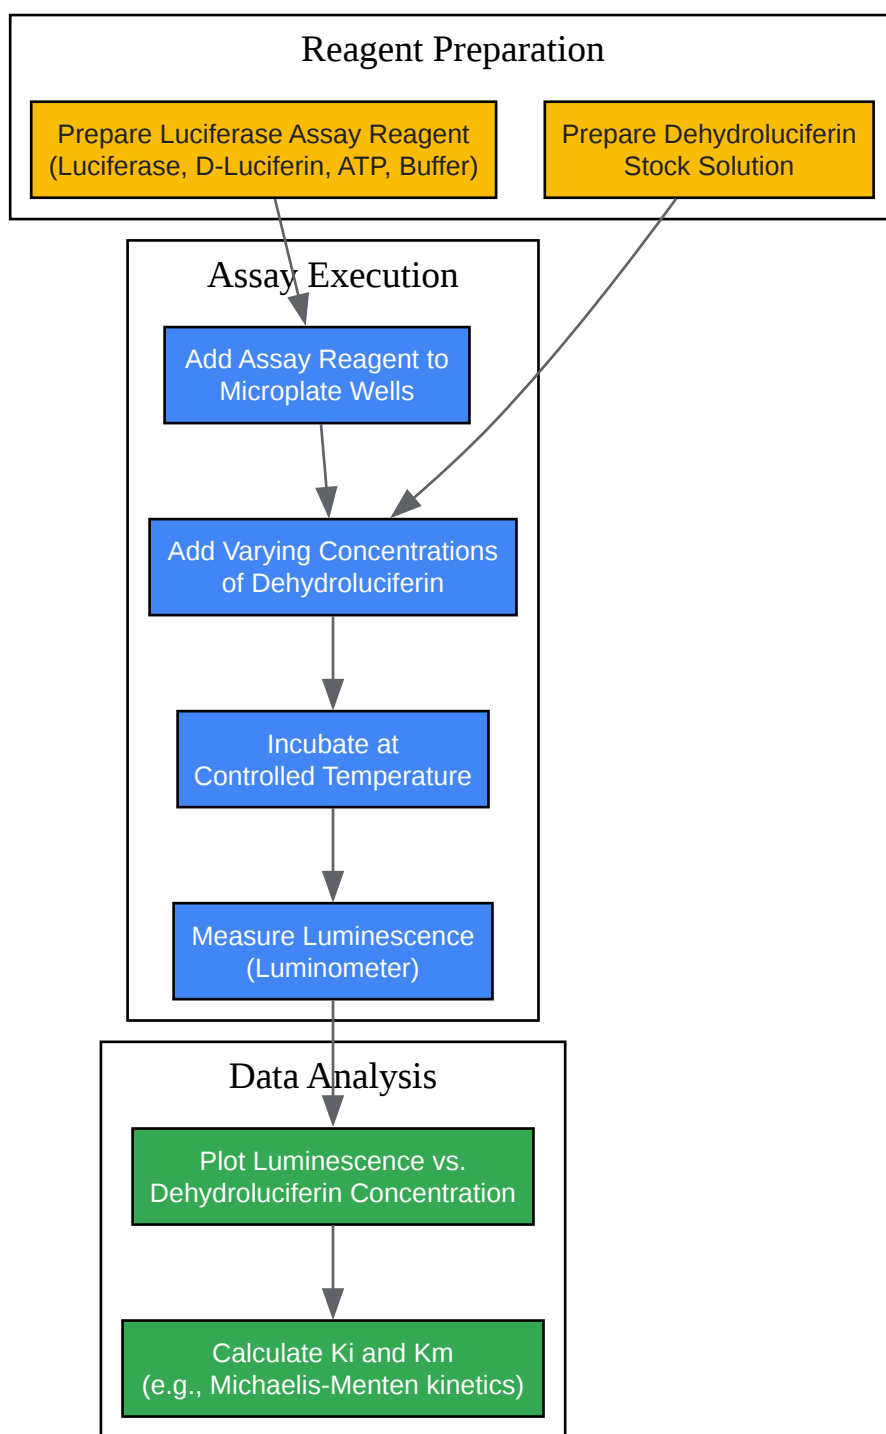 Reagent Preparation
Prepare Luciferase Assay Reagent
(Luciferase, D-Luciferin, ATP, Buffer)
Prepare Dehydroluciferin
Stock Solution
Assay Execution
Add Assay Reagent to
Microplate Wells
Add Varying Concentrations
of Dehydroluciferin
Incubate at
Controlled Temperature
Measure Luminescence
(Luminometer)
Data Analysis
Plot Luminescence vs.
Dehydroluciferin Concentration
Calculate Ki and Km
(e.g., Michaelis-Menten kinetics)